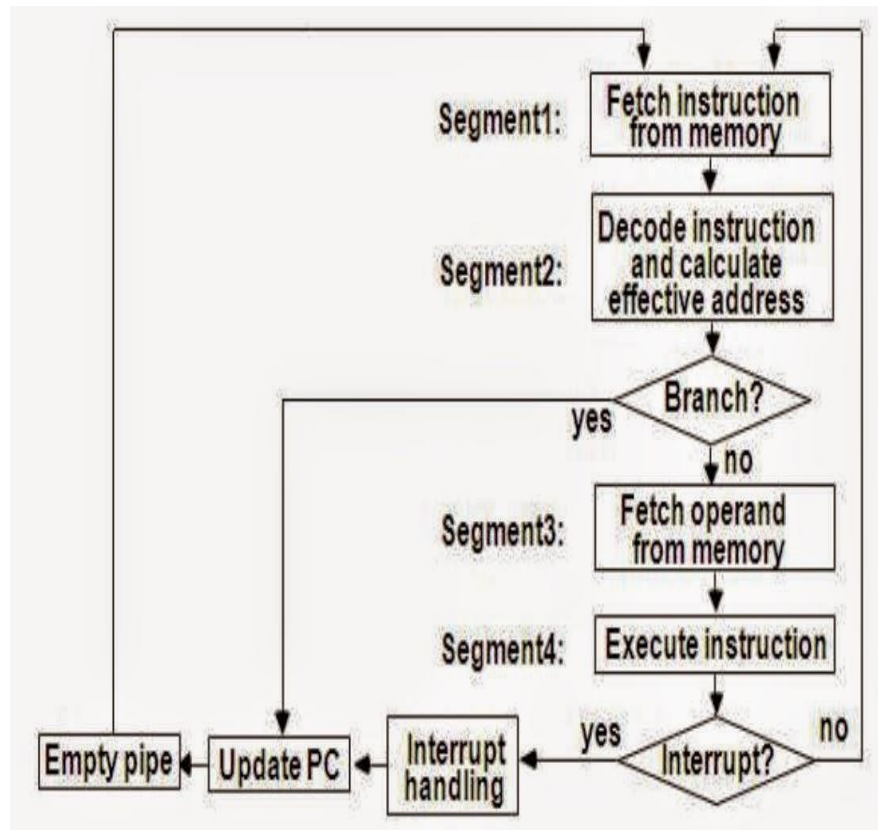 Segment1:
Fetch instruction
from memory
Segment2:
Decode instruction
and calculate
effective address
Branch?
yes
no
Segment3:
Fetch operand
from memory
Segment4:
Execute instruction
Interrupt?
yes
no
Interrupt
handling
Update PC
Empty pipe